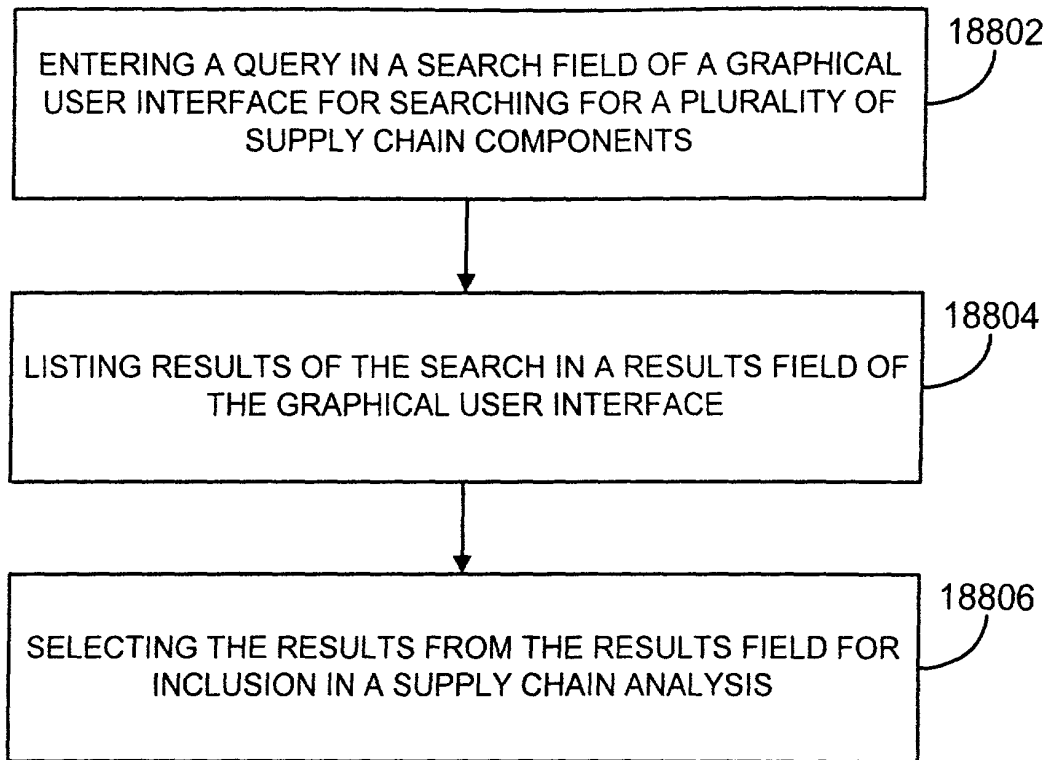 18802
ENTERING A QUERY IN A SEARCH FIELD OF A GRAPHICAL
USER INTERFACE FOR SEARCHING FOR A PLURALITY OF
SUPPLY CHAIN COMPONENTS
18804
LISTING RESULTS OF THE SEARCH IN A RESULTS FIELD OF
THE GRAPHICAL USER INTERFACE
18806
SELECTING THE RESULTS FROM THE RESULTS FIELD FOR
INCLUSION IN A SUPPLY CHAIN ANALYSIS